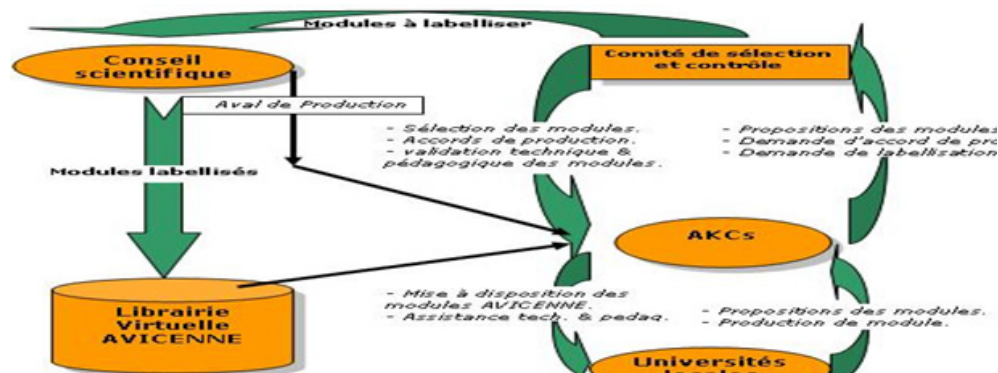 Modules à labelliser
Conseil
scientifique
Comité de sélection
et contrôle
Aval de Production
- Sélection des modules.
- Accords de production.
- validation technique &
pédagogique des modules.
- Propositions des modules
- Demande d'accord de pro
- Demande de labellisation
Modules labellisés
AKCs
Librairie
Virtuelle
AVICENNE
- Mise à disposition des
modules AVICENNE.
- Assistance tech. & pedag.
- Propositions des modules.
- Production de module.
Universités